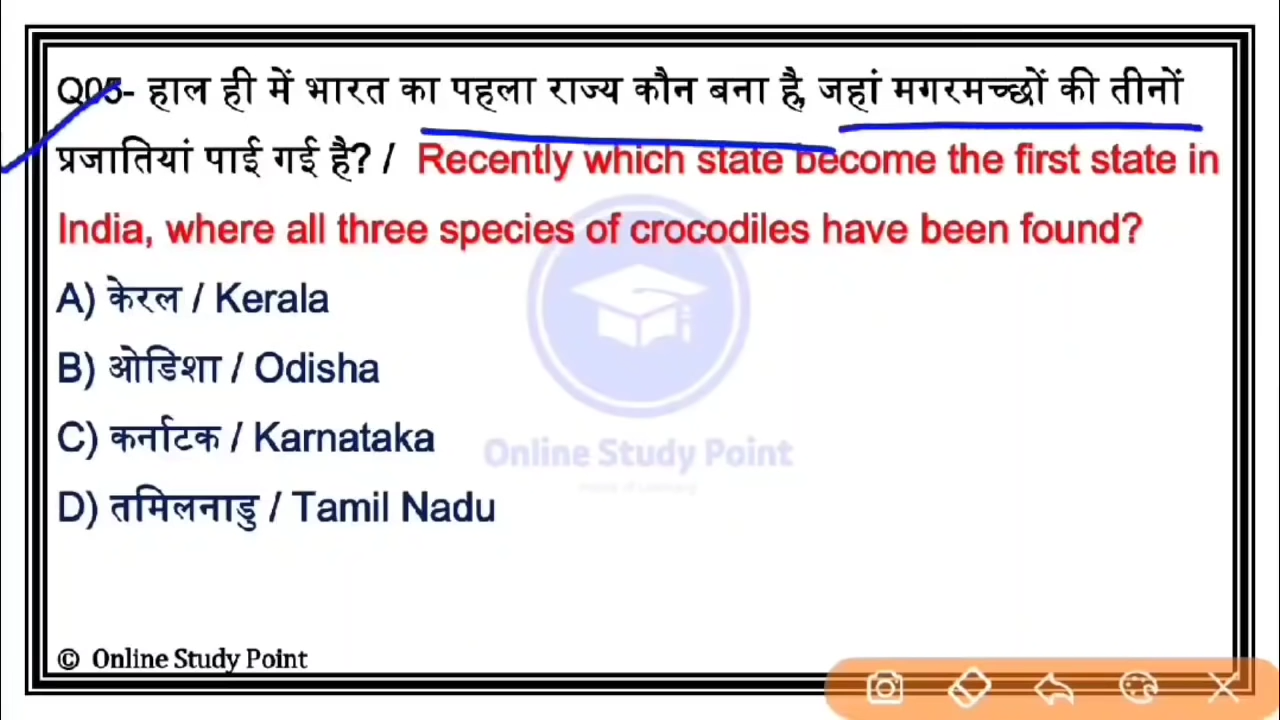 Q05- हाल ही में भारत का पहला राज्य कौन बना है, जहां मगरमच्छों की तीनों
प्रजातियां पाई गई है? / Recently which state become the first state in
India, where all three species of crocodiles have been found?
A) केरल / Kerala
B) ओडिशा / Odisha
C) कर्नाटक / Karnataka
D) तमिलनाडु / Tamil Nadu
Online Study Point
© Online Study Point